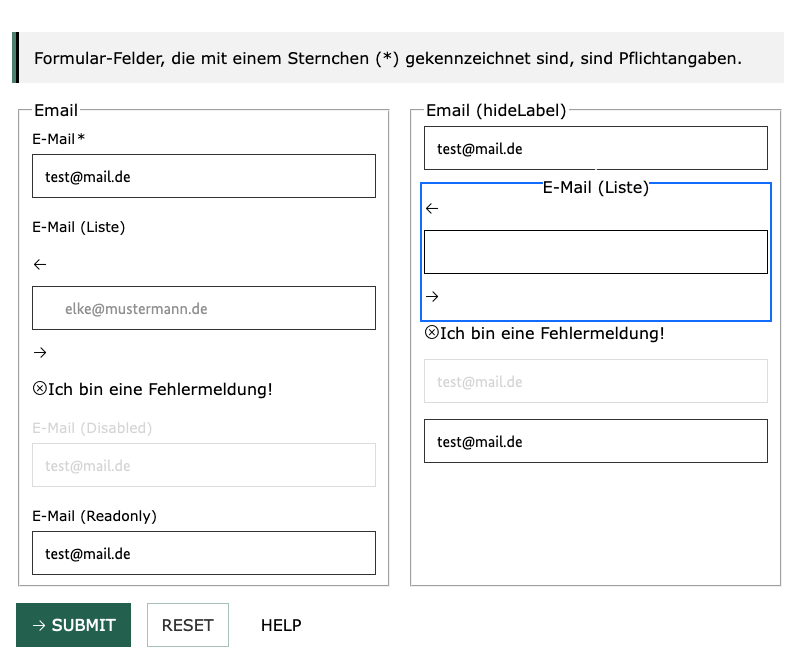 Formular-Felder, die mit einem Sternchen (*) gekennzeichnet sind, sind Pflichtangaben.
Email
E-Mail*
test@mail.de
E-Mail (Liste)
←
elke@mustermann.de
→
Ich bin eine Fehlermeldung!
E-Mail (Disabled)
test@mail.de
E-Mail (Readonly)
test@mail.de
Email (hideLabel)
test@mail.de
E-Mail (Liste)
←
→
Ich bin eine Fehlermeldung!
test@mail.de
test@mail.de
→ SUBMIT
RESET
HELP